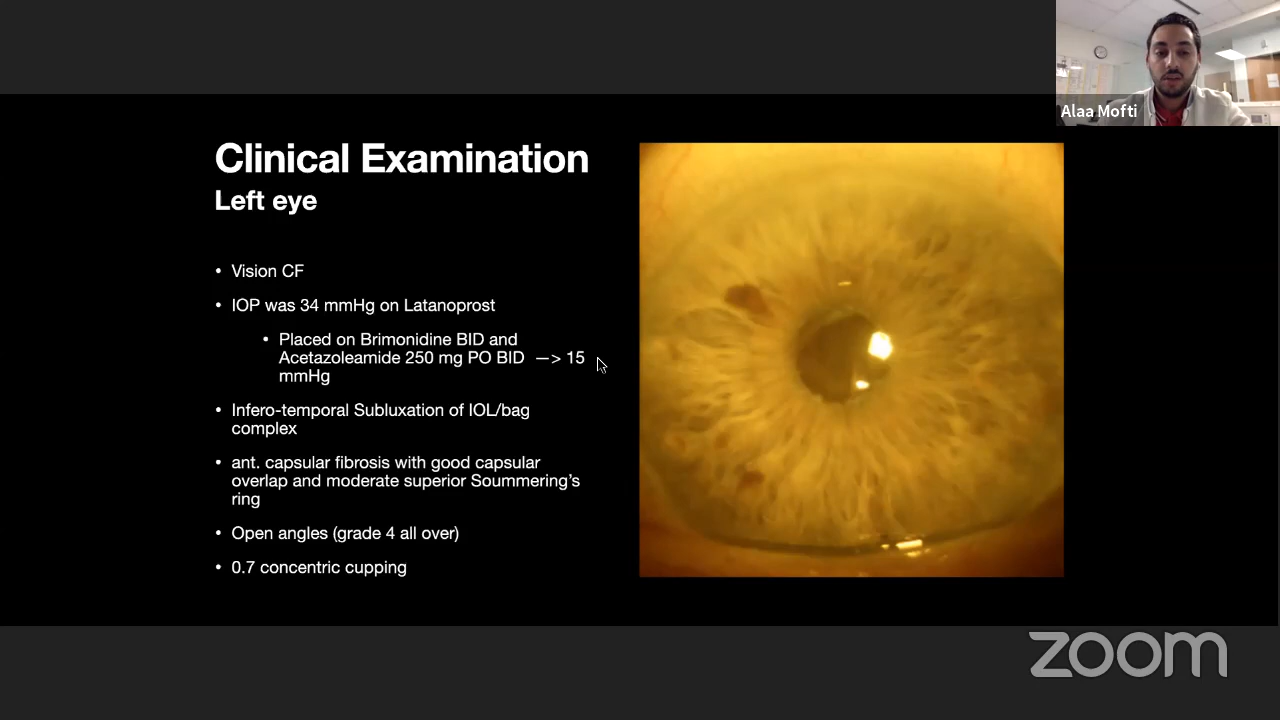 Alaa Mofti
Clinical Examination
Left eye
• Vision CF
• IOP was 34 mmHg on Latanoprost
• Placed on Brimonidine BID and
Acetazoleamide 250 mg PO BID —> 15
mmHg
• Infero-temporal Subluxation of IOL/bag
complex
• ant. capsular fibrosis with good capsular
overlap and moderate superior Soummering's
ring
• Open angles (grade 4 all over)
• 0.7 concentric cupping
zoom